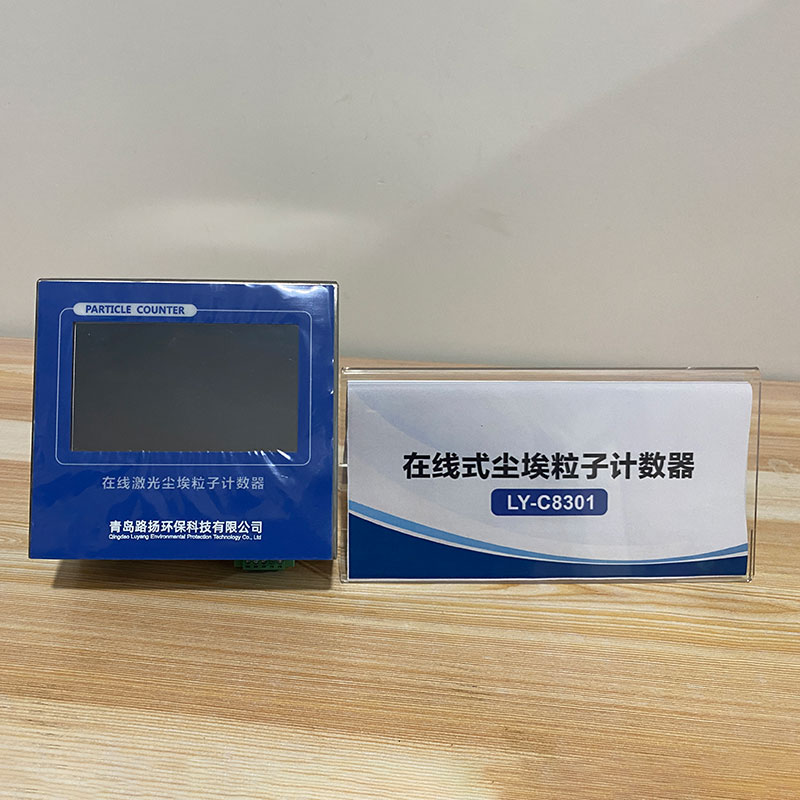 PARTICLE COUNTER
在线激光尘埃粒子计数器
青岛路扬环保科技有限公司
Qingdao Luyang Environmental Protection Technology Co., Ltd
在线式尘埃粒子计数器
LY-C8301